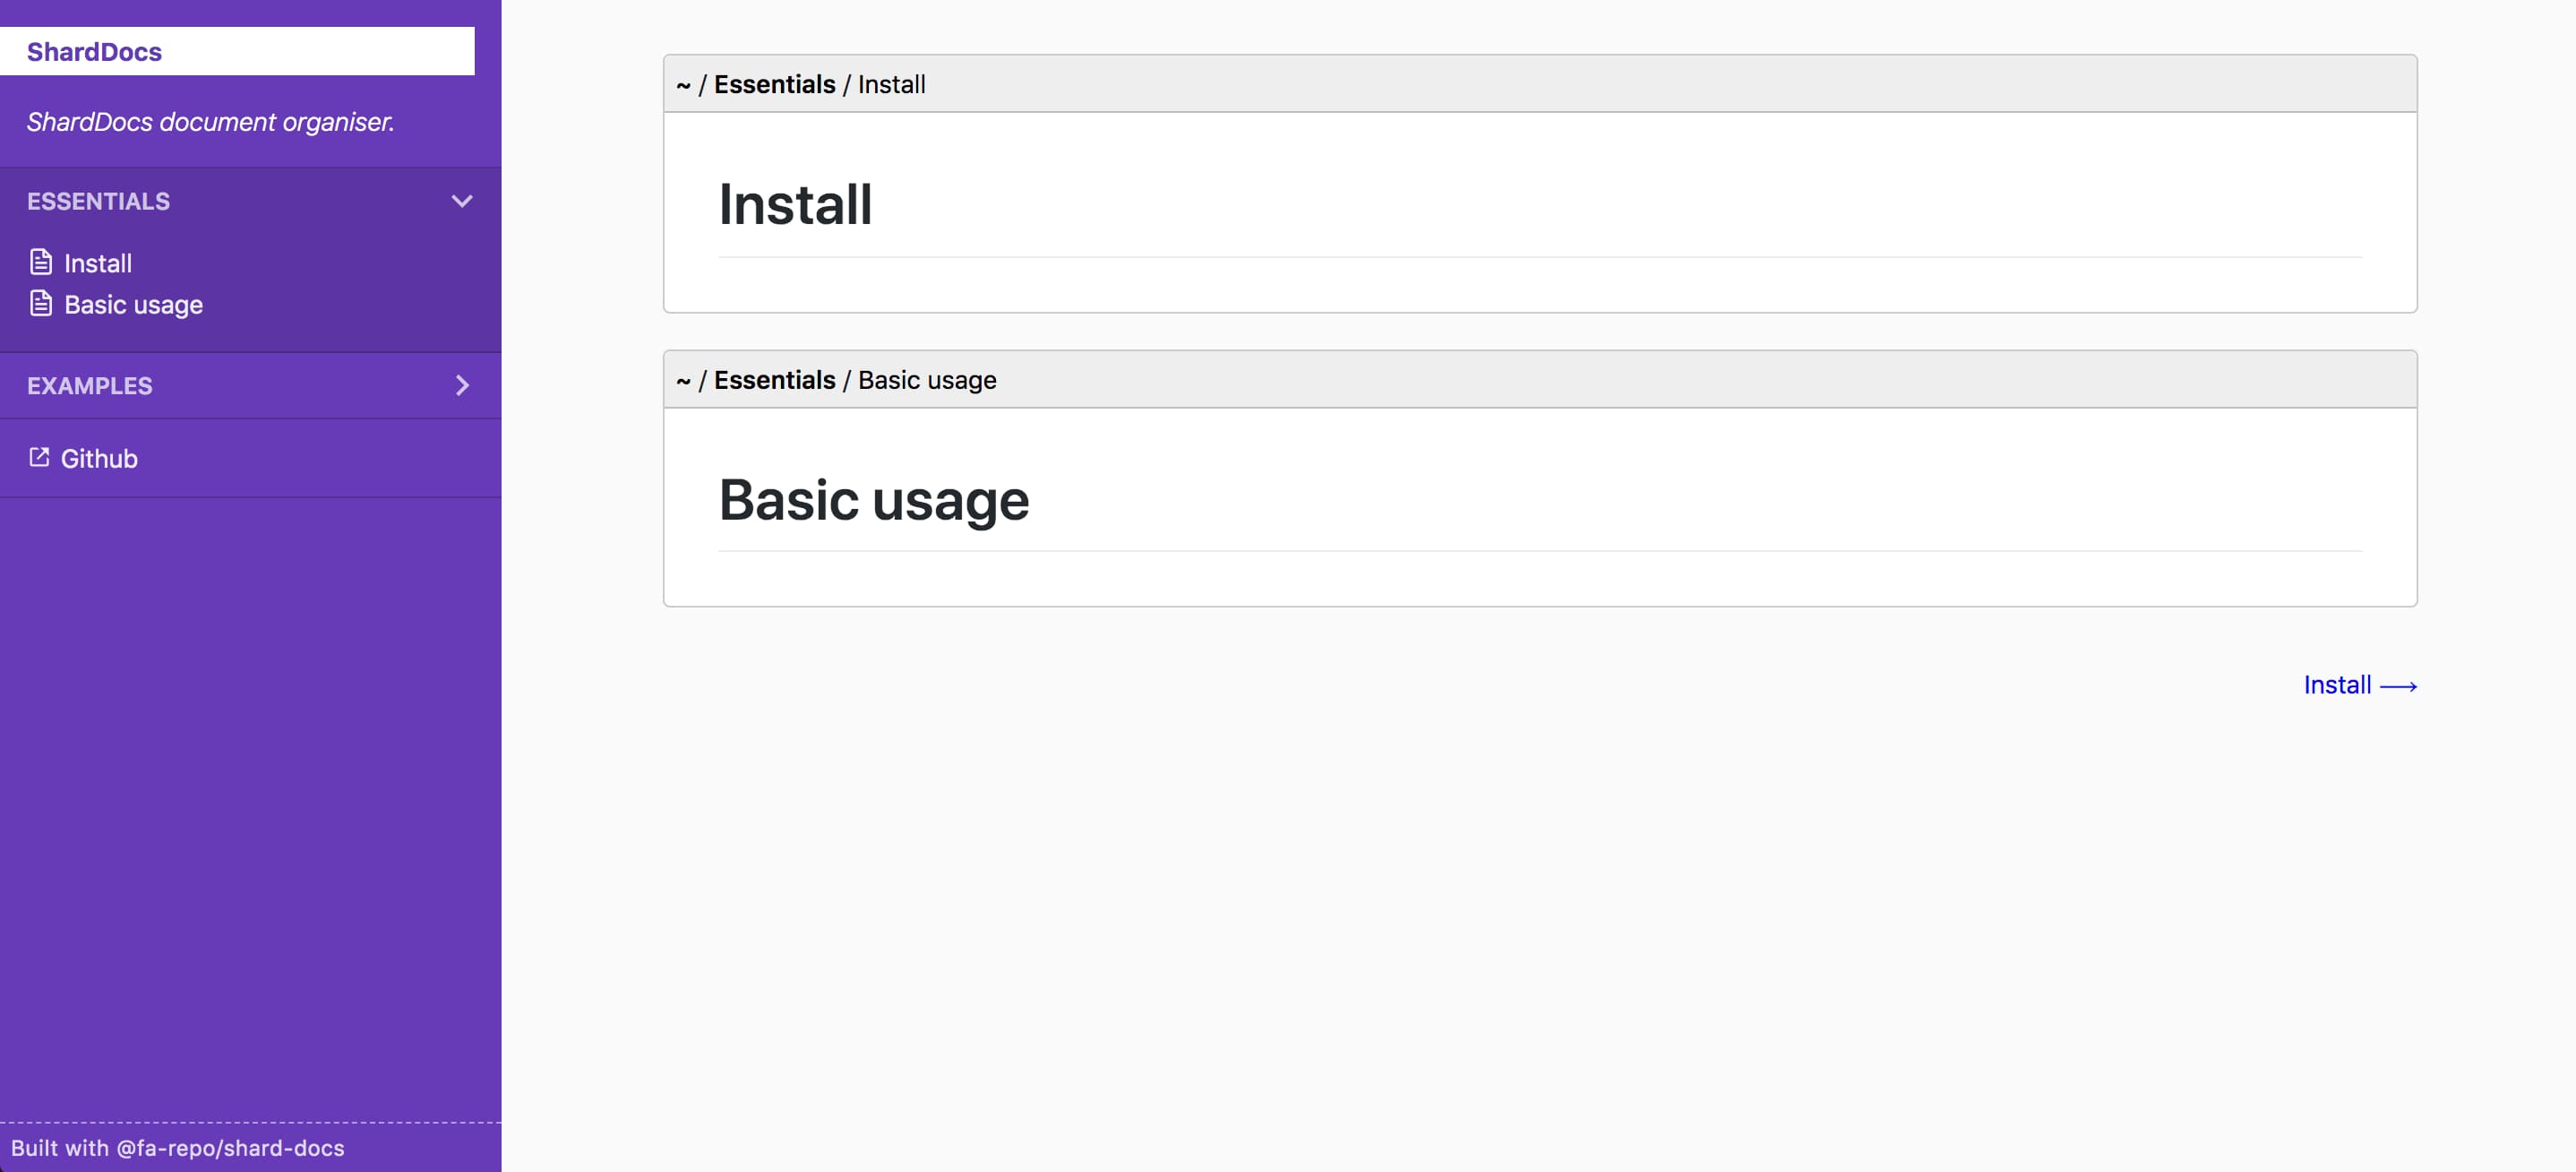 ShardDocs
ShardDocs document organiser.
ESSENTIALS
Install
Basic usage
EXAMPLES
Github
Built with @fa-repo/shard-docs
~ / Essentials / Install
Install
~ / Essentials / Basic usage
Basic usage
Install ⟶